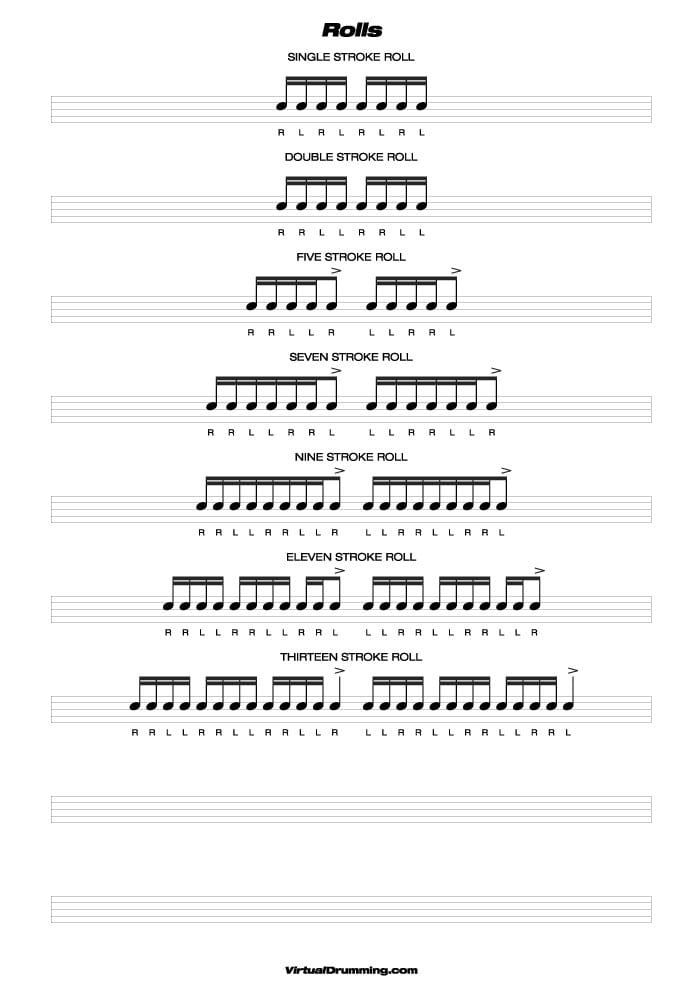 Rolls
SINGLE STROKE ROLL
R L R L R L R L
DOUBLE STROKE ROLL
R R L L R R L L
FIVE STROKE ROLL
R R L L R L L R R L
SEVEN STROKE ROLL
R R L L R R L L L R R L L R
NINE STROKE ROLL
R R L L R R L L R L L R R L L R R L
ELEVEN STROKE ROLL
R R L L R R L L R R L L L R R L L R R L L R
THIRTEEN STROKE ROLL
R R L L R R L L R R L L R L L R R L L R R L L R R L
VirtualDrumming.com